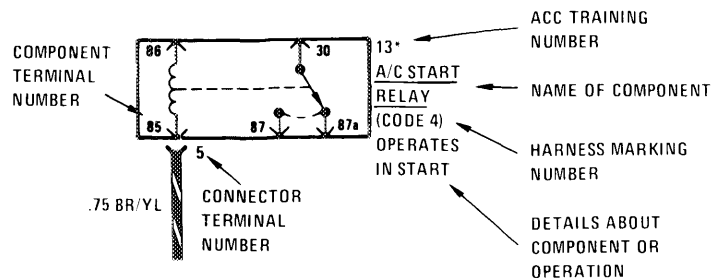 COMPONENT
TERMINAL
NUMBER
86
30
85
87
87a
13*
A/C START
RELAY
(CODE 4)
OPERATES
IN START
ACC TRAINING
NUMBER
NAME OF COMPONENT
HARNESS MARKING
NUMBER
DETAILS ABOUT
COMPONENT OR
OPERATION
5
.75 BR/YL
CONNECTOR
TERMINAL
NUMBER